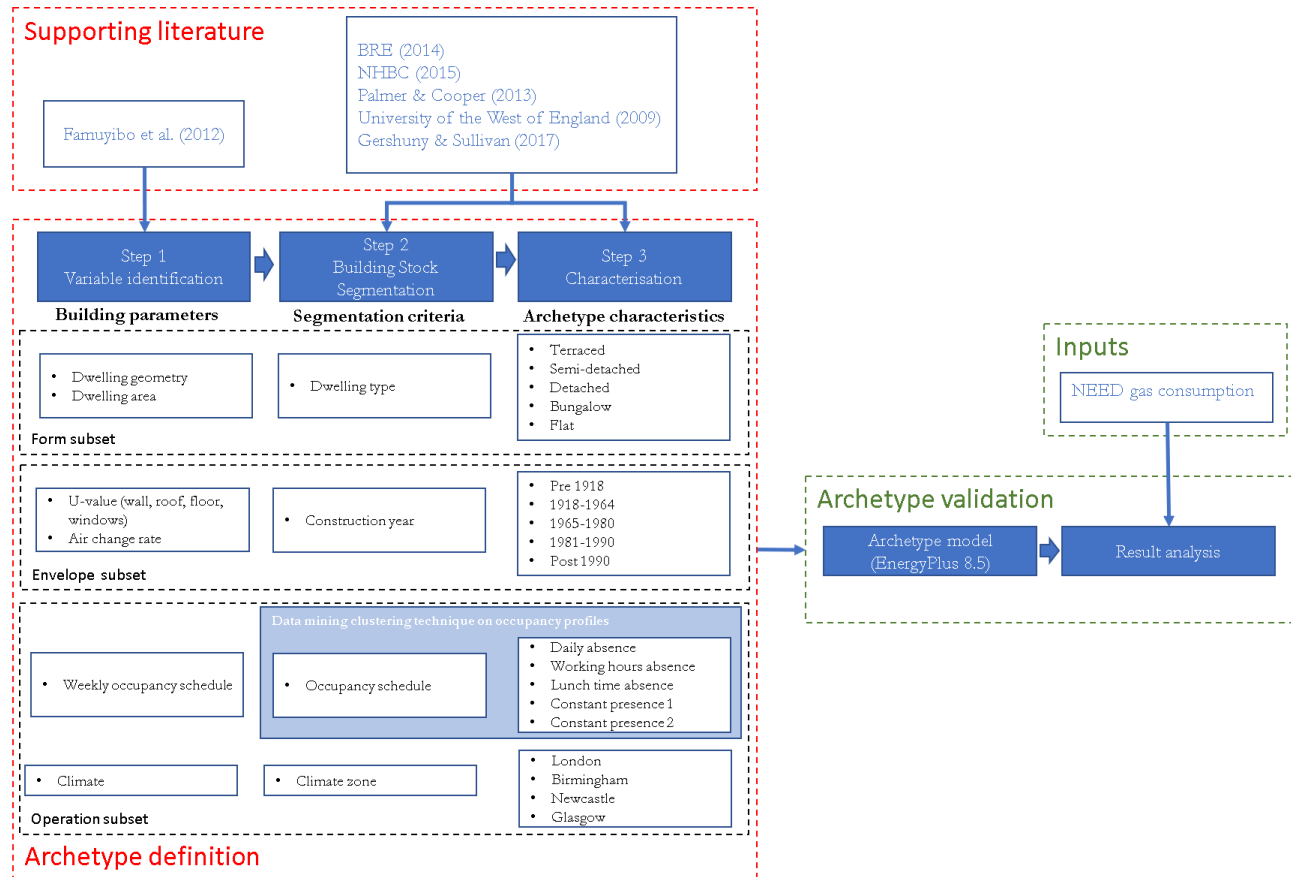 Supporting literature
Famuyibo et al. (2012)
BRE (2014)
NHBC (2015)
Palmer & Cooper (2013)
University of the West of England (2009)
Gershuny & Sullivan (2017)
Step 1
Variable identification
Step 2
Building Stock
Segmentation
Step 3
Characterisation
Building parameters
Segmentation criteria
Archetype characteristics
• Dwelling geometry
• Dwelling area
• Dwelling type
• Terraced
• Semi-detached
• Detached
• Bungalow
• Flat
Form subset
• U-value (wall, roof, floor,
windows)
• Air change rate
• Construction year
• Pre 1918
• 1918-1964
• 1965-1980
• 1981-1990
• Post 1990
Envelope subset
Data mining clustering technique on occupancy profiles
• Weekly occupancy schedule
• Occupancy schedule
• Daily absence
• Working hours absence
• Lunch time absence
• Constant presence 1
• Constant presence 2
• Climate
• Climate zone
• London
• Birmingham
• Newcastle
• Glasgow
Operation subset
Archetype definition
Inputs
NEED gas consumption
Archetype validation
Archetype model
(EnergyPlus 8.5)
Result analysis